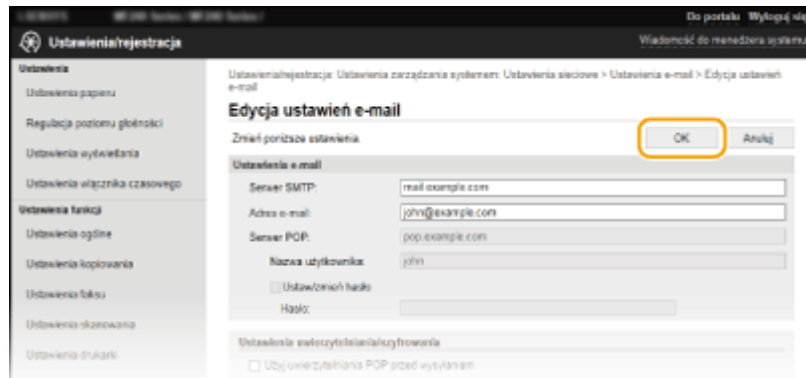 Do portalu Wyloguj się
Ustawienia/rejestracja
Wiadomość do menedżera systemu
Ustawienia
Ustawienia papieru
Regulacja poziomu głośności
Ustawienia wyświetlania
Ustawienia włącznika czasowego
Ustawienia funkcji
Ustawienia ogólne
Ustawienia kopiowania
Ustawienia faksu
Ustawienia skanowania
Ustawienia drukarki
Ustawienia/rejestracja: Ustawienia zarządzania systemem: Ustawienia sieciowe > Ustawienia e-mail > Edycja ustawień
e-mail
Edycja ustawień e-mail
Zmień poniższe ustawienia.
OK Anuluj
Ustawienia e-mail
Serwer SMTP: mail.example.com
Adres e-mail: john@example.com
Serwer POP: pop.example.com
Nazwa użytkownika: john
Ustaw/zmień hasło
Hasło:
Ustawienia uwierzytelniania/szyfrowania
Użyj uwierzytelniania POP przed wysyłaniem